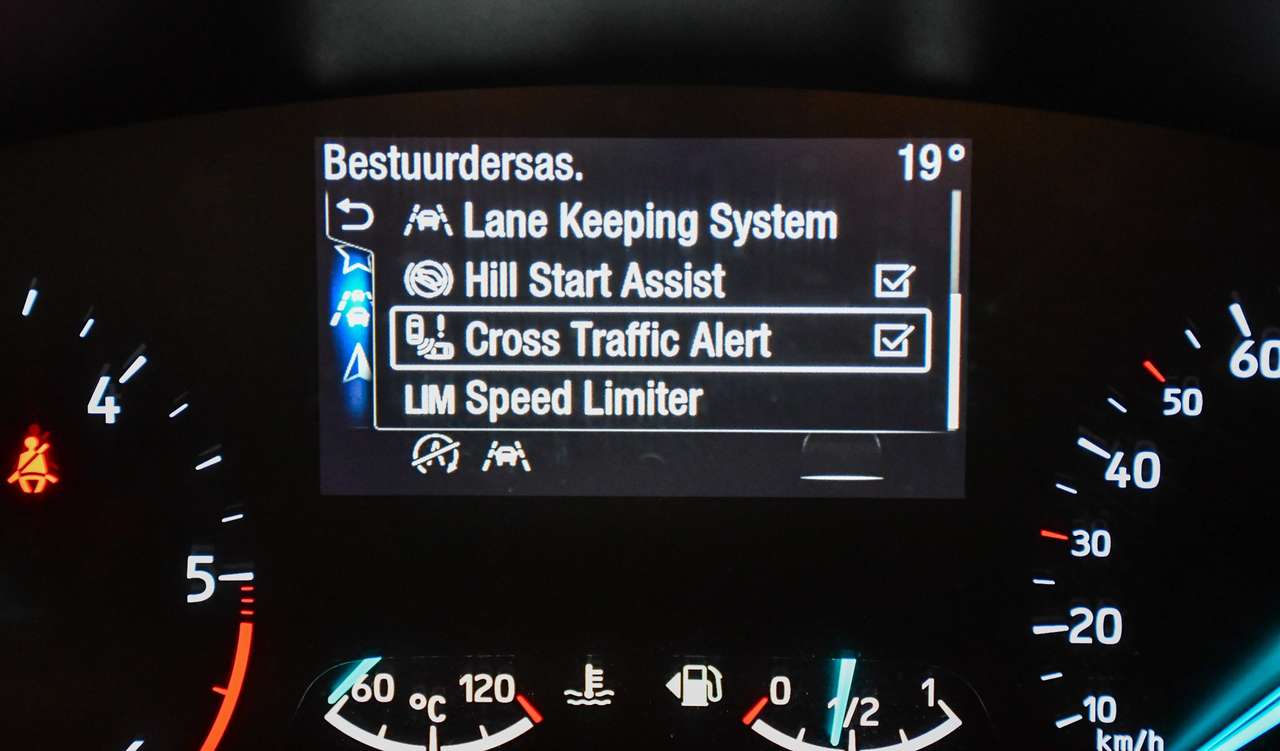 Bestuurdersas. 19°
Lane Keeping System
Hill Start Assist
Cross Traffic Alert
LIM Speed Limiter
4
5
60
50
40
30
20
10
km/h
60 °C 120
0 1/2 1